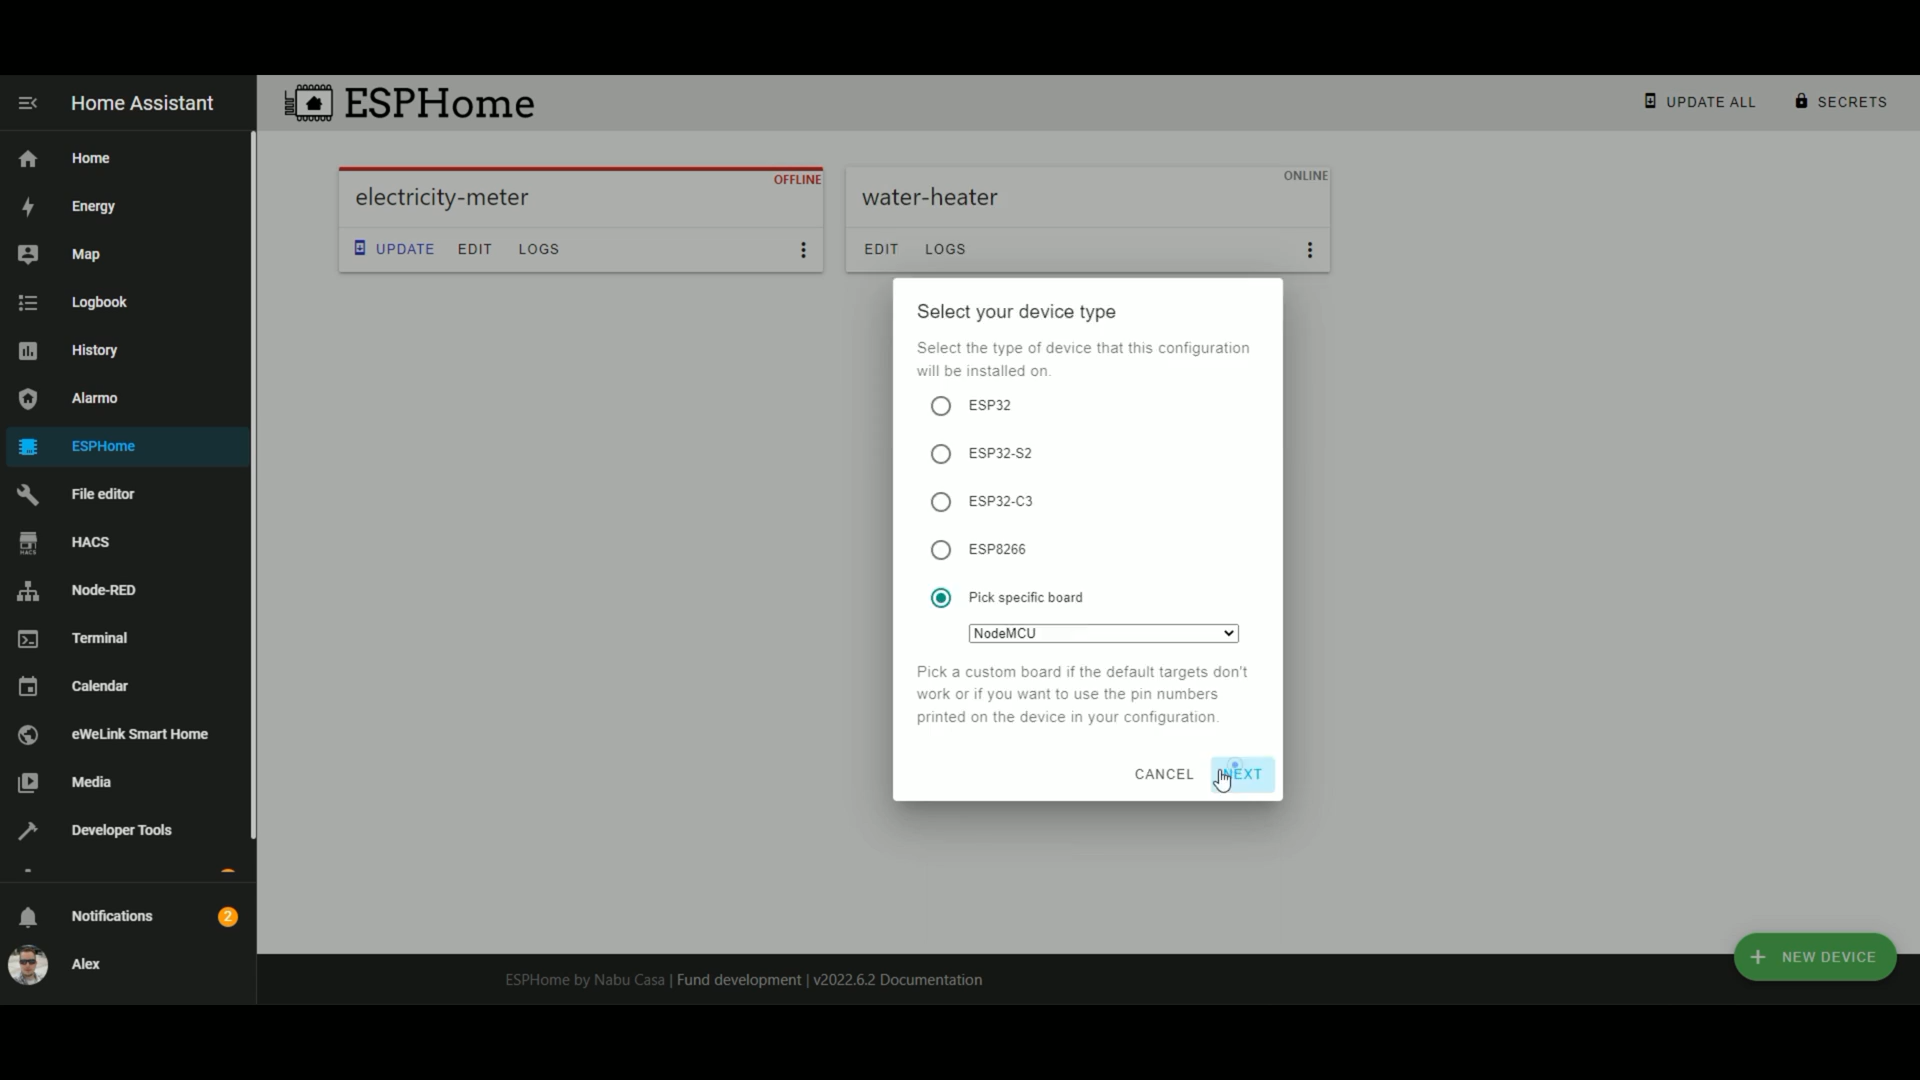 Home Assistant
Home
Energy
Map
Logbook
History
Alarmo
ESPHome
File editor
HACS
HACS
Node-RED
Terminal
Calendar
eWeLink Smart Home
Media
Developer Tools
Notifications
2
Alex
ESPHome
UPDATE ALL
SECRETS
OFFLINE
electricity-meter
UPDATE EDIT LOGS
ONLINE
water-heater
EDIT LOGS
Select your device type
Select the type of device that this configuration
will be installed on.
ESP32
ESP32-S2
ESP32-C3
ESP8266
Pick specific board
NodeMCU
Pick a custom board if the default targets don't
work or if you want to use the pin numbers
printed on the device in your configuration.
CANCEL NEXT
+ NEW DEVICE
ESPHome by Nabu Casa | Fund development | v2022.6.2 Documentation